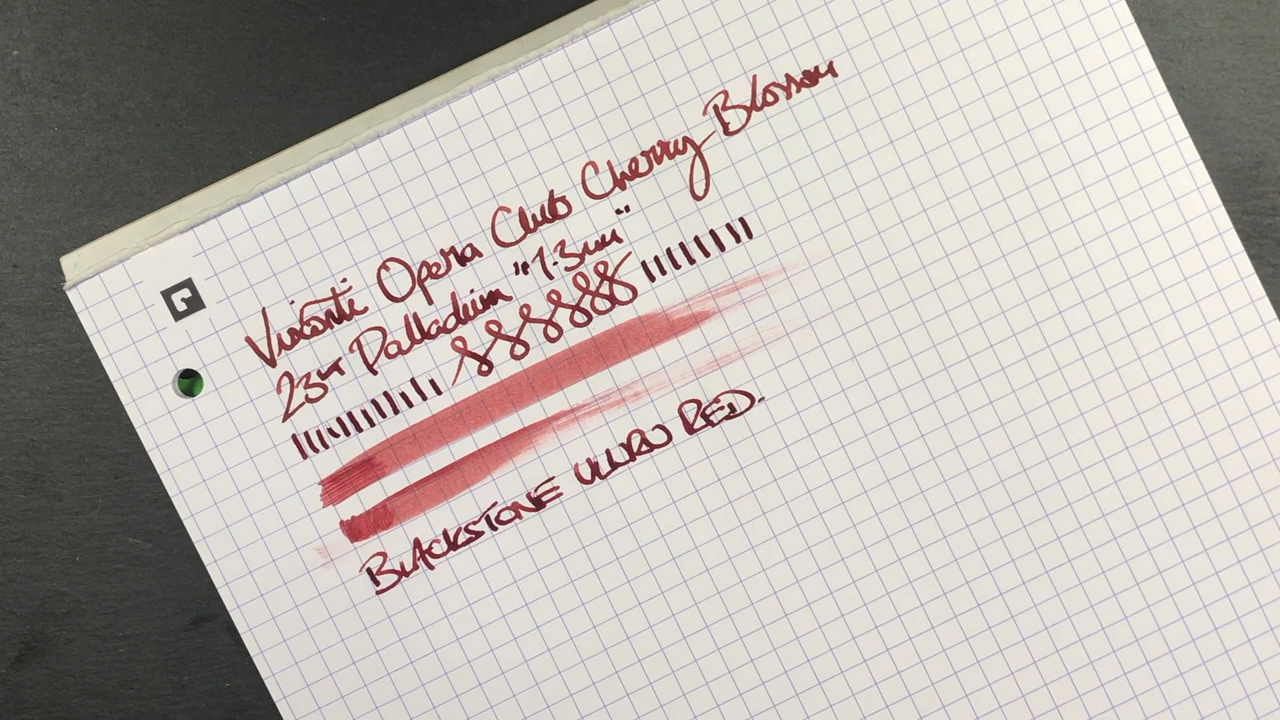 Visconti Opera Club Cherry Blossom
23kt Palladium "1.3mm"
BLACKSTONE ULURU RED.